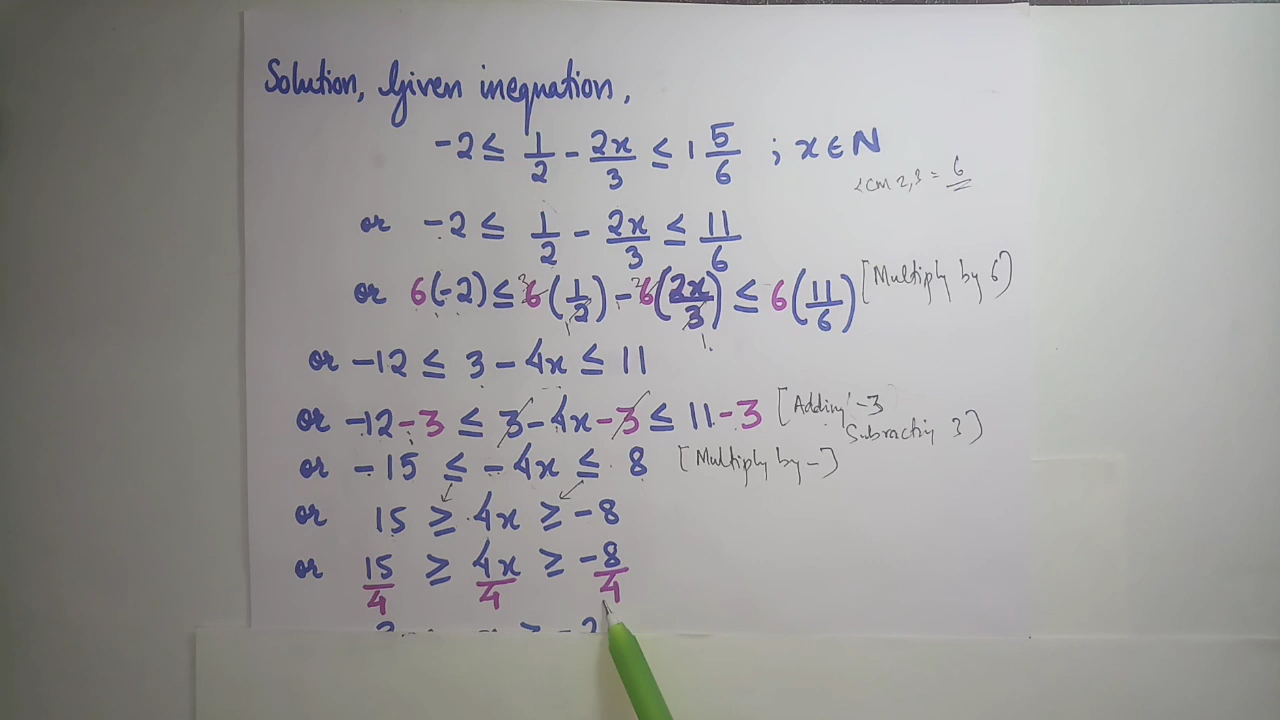 Solution, Given inequation,
-2 ≤ 1/2 - 2x/3 ≤ 1 5/6 ; x ∈ N
LCM 2,3 = 6
or -2 ≤ 1/2 - 2x/3 ≤ 11/6
or 6(-2) ≤ 6(1/2) - 6(2x/3) ≤ 6(11/6) [Multiply by 6]
or -12 ≤ 3 - 4x ≤ 11
or -12-3 ≤ 3 - 4x - 3 ≤ 11-3 [Adding -3
Subracting 3]
or -15 ≤ -4x ≤ 8 [Multiply by -]
or 15 ≥ 4x ≥ -8
or 15/4 ≥ 4x/4 ≥ -8/4